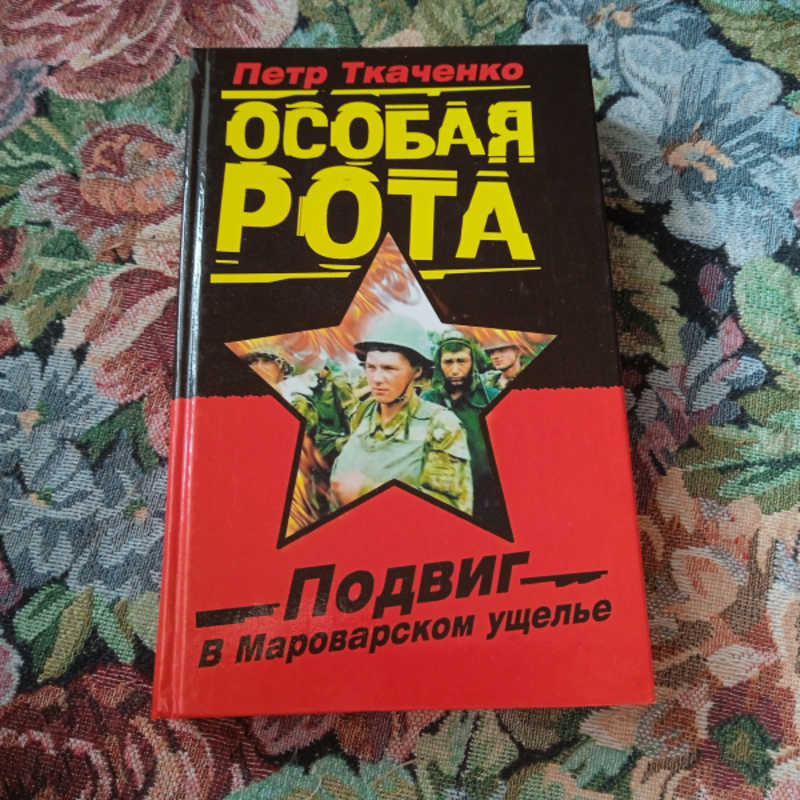 Петр Ткаченко
ОСОБАЯ
РОТА
Подвиг
в Мароварском ущелье